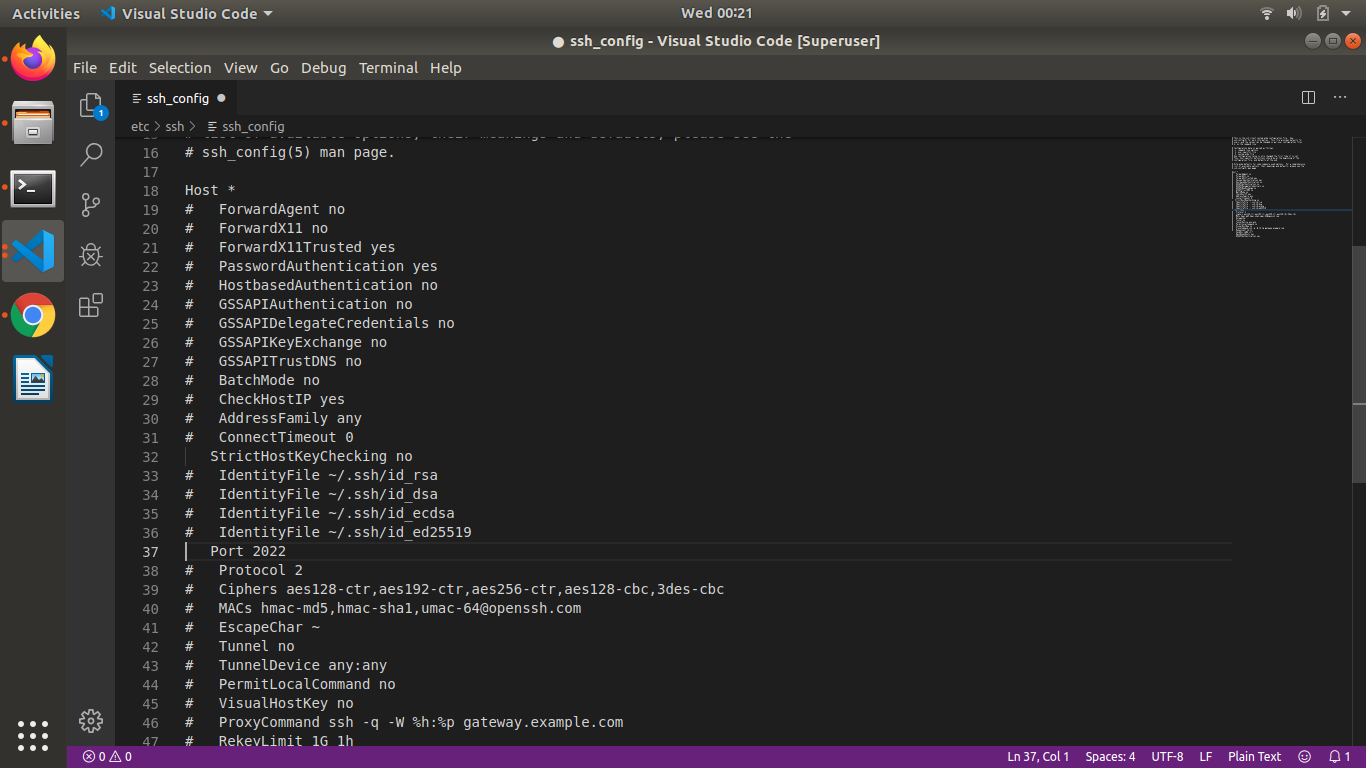 Activities Visual Studio Code Wed 00:21
ssh_config - Visual Studio Code [Superuser]
File Edit Selection View Go Debug Terminal Help
1
ssh_config
etc ssh ssh_config
16 # ssh_config(5) man page.
17
18 Host *
19 #   ForwardAgent no
20 #   ForwardX11 no
21 #   ForwardX11Trusted yes
22 #   PasswordAuthentication yes
23 #   HostbasedAuthentication no
24 #   GSSAPIAuthentication no
25 #   GSSAPIDelegateCredentials no
26 #   GSSAPIKeyExchange no
27 #   GSSAPITrustDNS no
28 #   BatchMode no
29 #   CheckHostIP yes
30 #   AddressFamily any
31 #   ConnectTimeout 0
32    StrictHostKeyChecking no
33 #   IdentityFile ~/.ssh/id_rsa
34 #   IdentityFile ~/.ssh/id_dsa
35 #   IdentityFile ~/.ssh/id_ecdsa
36 #   IdentityFile ~/.ssh/id_ed25519
37    Port 2022
38 #   Protocol 2
39 #   Ciphers aes128-ctr,aes192-ctr,aes256-ctr,aes128-cbc,3des-cbc
40 #   MACs hmac-md5,hmac-sha1,umac-64@openssh.com
41 #   EscapeChar ~
42 #   Tunnel no
43 #   TunnelDevice any:any
44 #   PermitLocalCommand no
45 #   VisualHostKey no
46 #   ProxyCommand ssh -q -W %h:%p gateway.example.com
47 #   RekeyLimit 1G 1h
0 0 Ln 37, Col 1 Spaces: 4 UTF-8 LF Plain Text 1